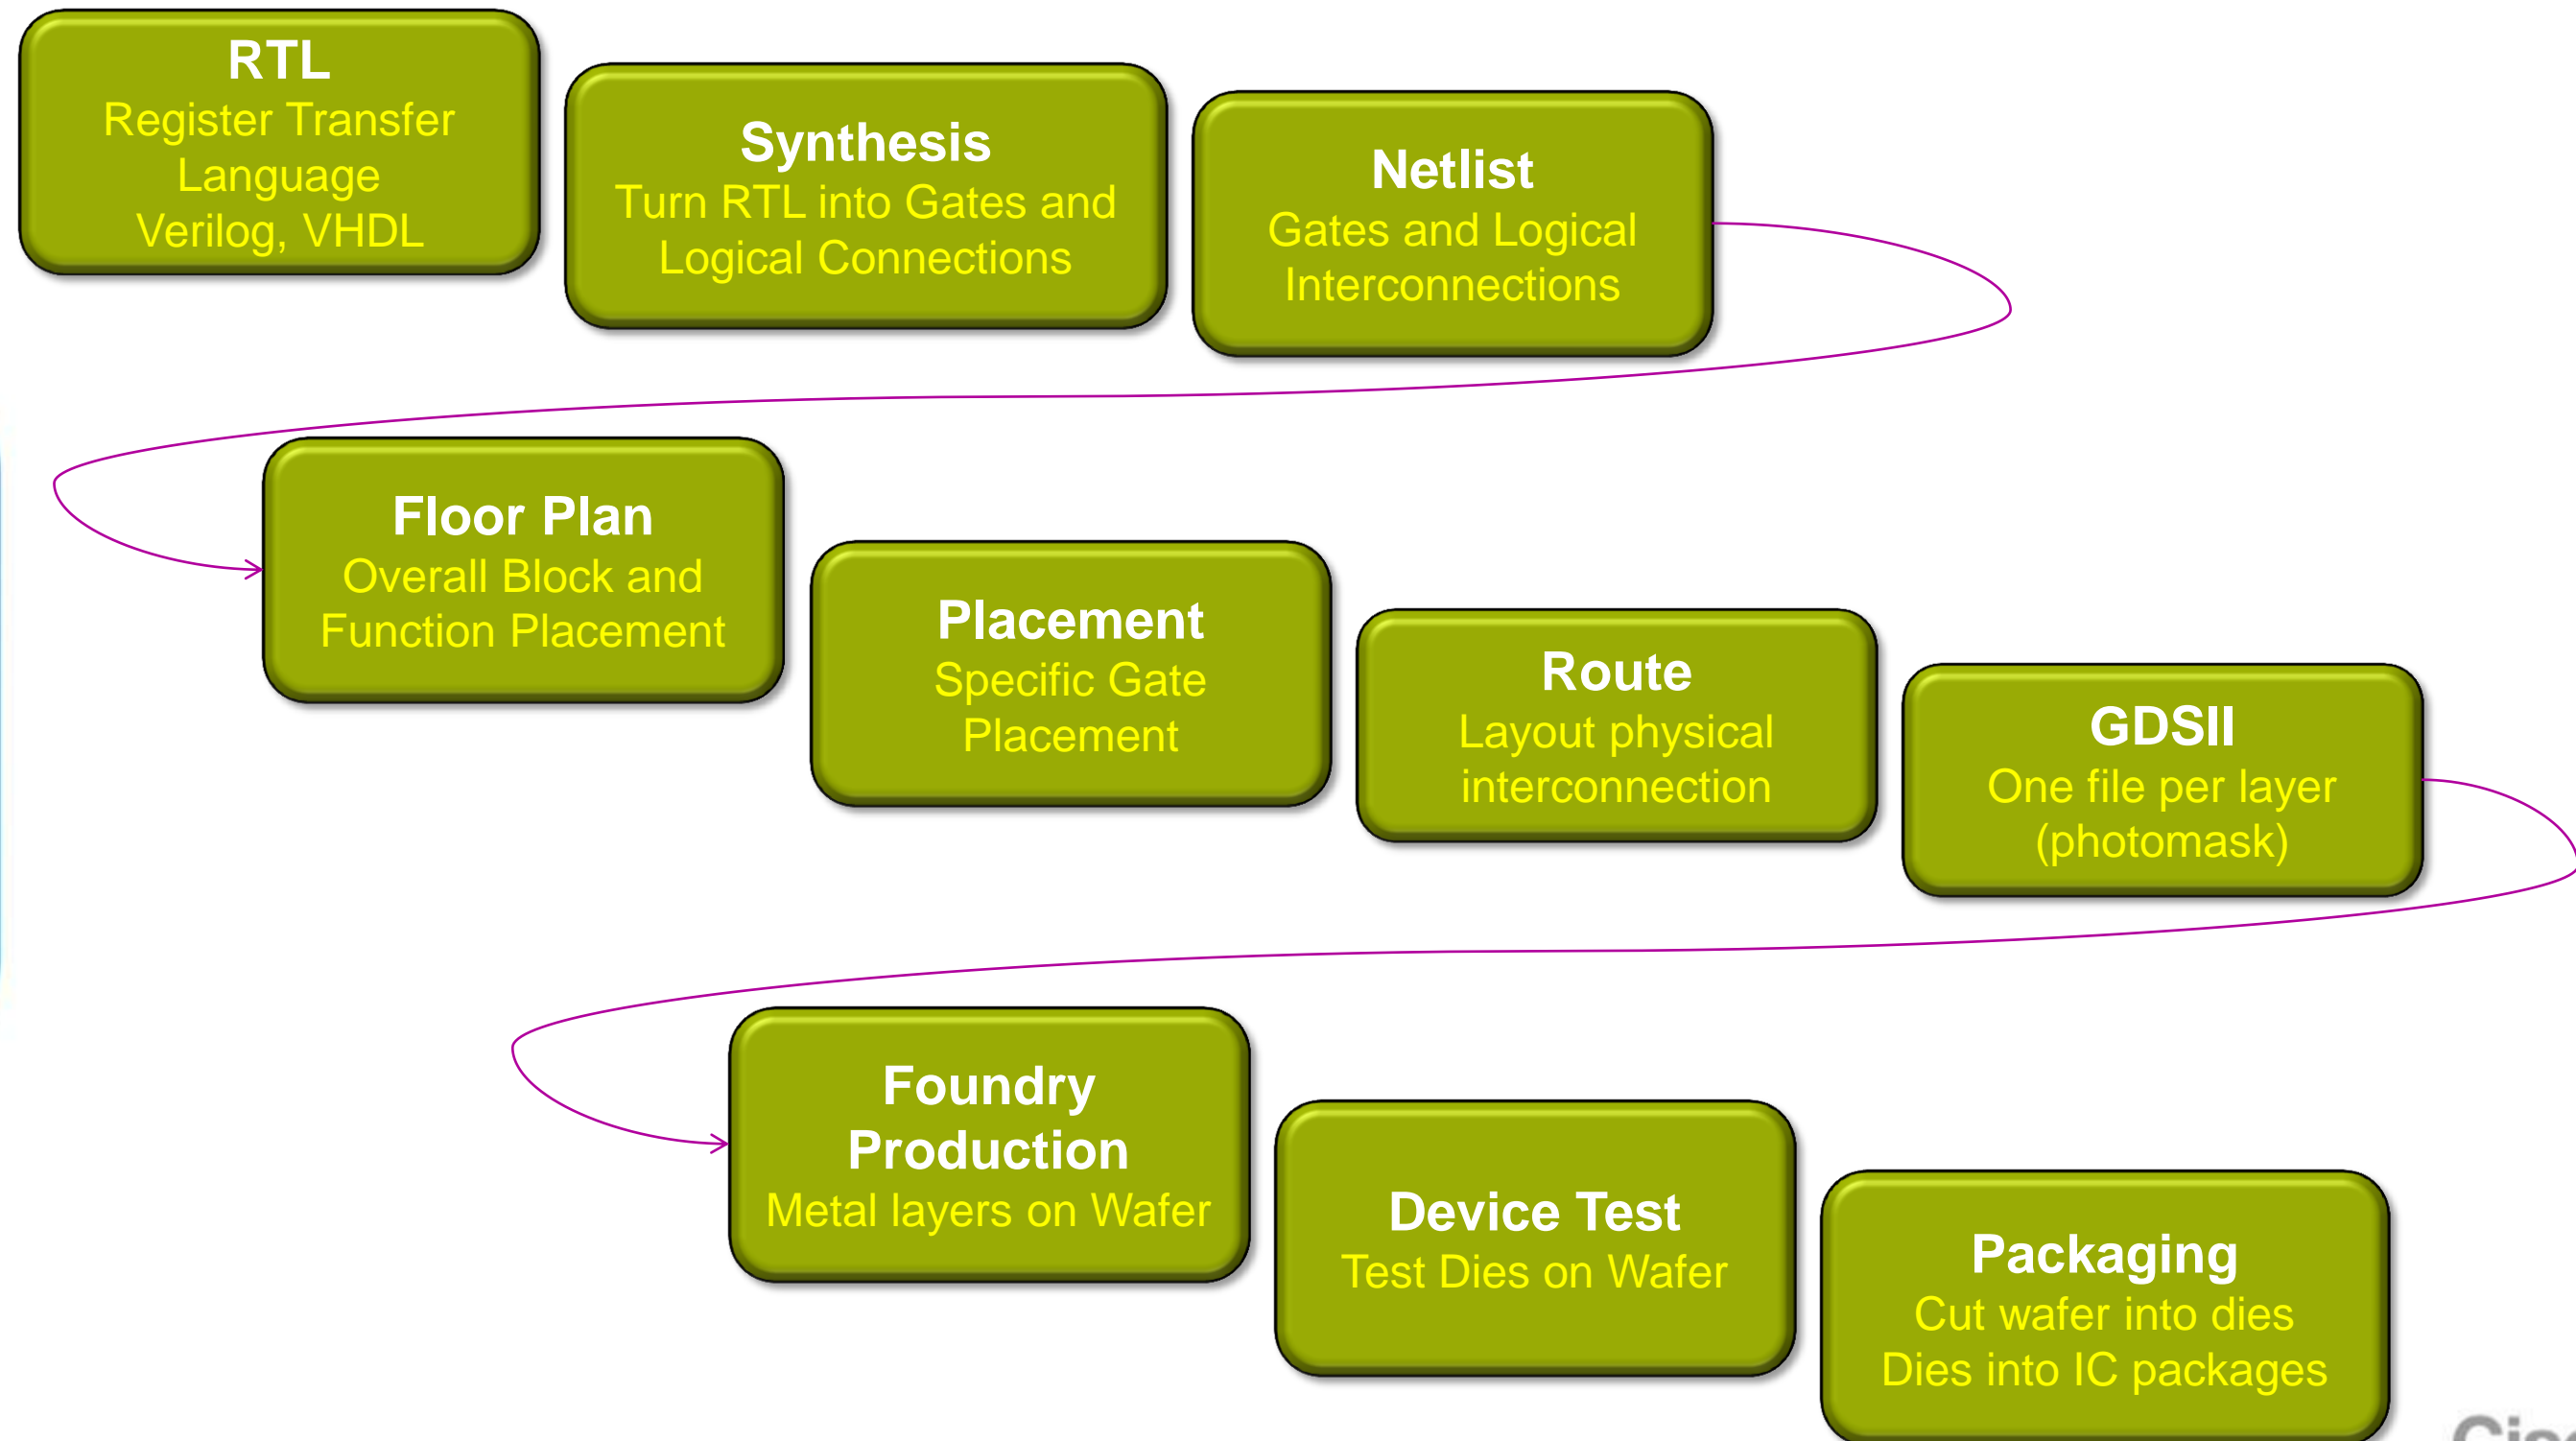 RTL
Register Transfer
Language
Verilog, VHDL
Synthesis
Turn RTL into Gates and
Logical Connections
Netlist
Gates and Logical
Interconnections
Floor Plan
Overall Block and
Function Placement
Placement
Specific Gate
Placement
Route
Layout physical
interconnection
GDSII
One file per layer
(photomask)
Foundry
Production
Metal layers on Wafer
Device Test
Test Dies on Wafer
Packaging
Cut wafer into dies
Dies into IC packages